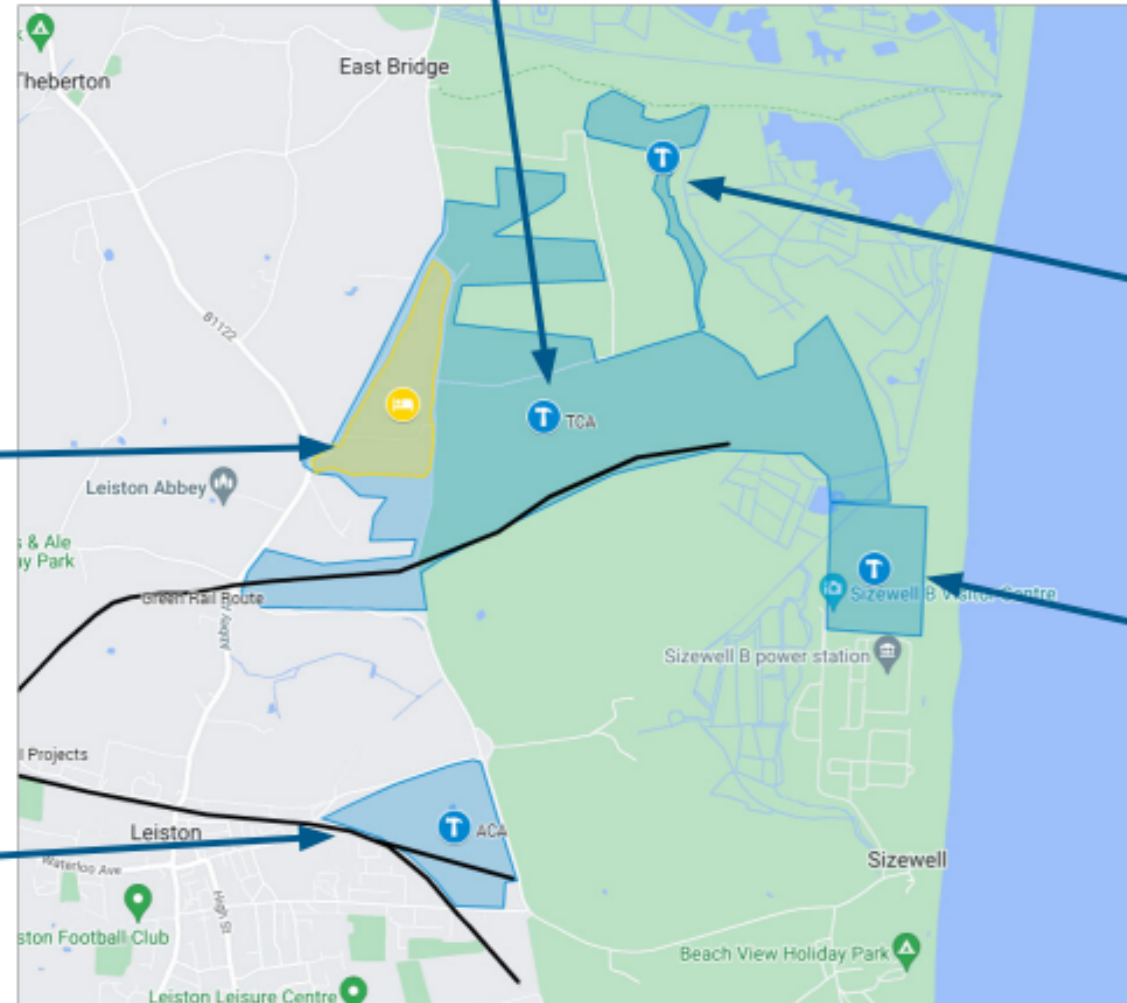 Theberton
East Bridge
B1122
TCA
Leiston Abbey
s & Ale
ay Park
Green Rail Route
Abbey
Sizewell B Visitor Centre
Sizewell B power station
l Projects
Leiston
ACA
Waterloo Ave
High St
Sizewell
ston Football Club
Beach View Holiday Park
Leiston Leisure Centre